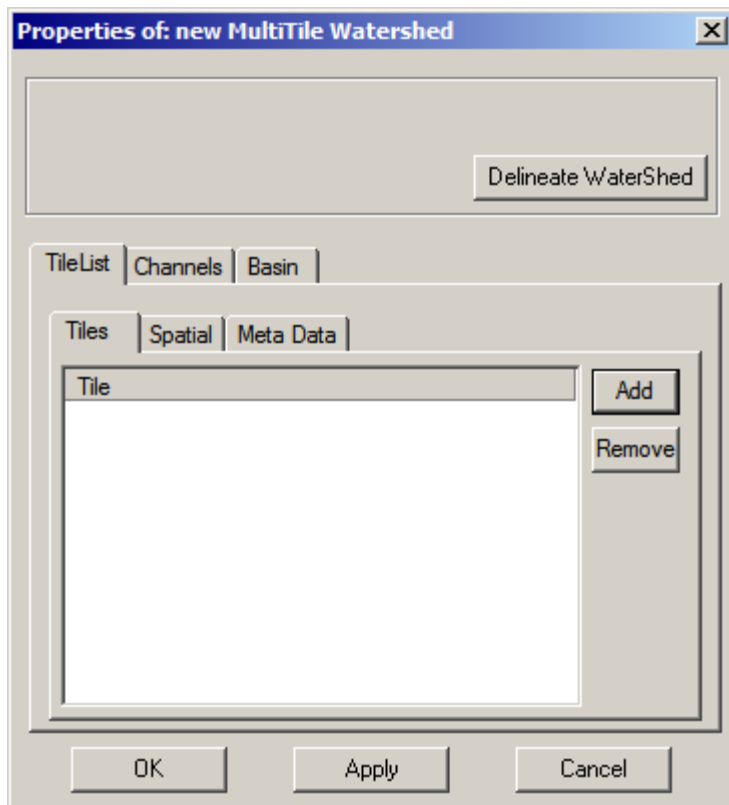 Properties of: new MultiTile Watershed
Delineate WaterShed
TileList Channels Basin
Tiles Spatial Meta Data
Tile
Add
Remove
OK Apply Cancel